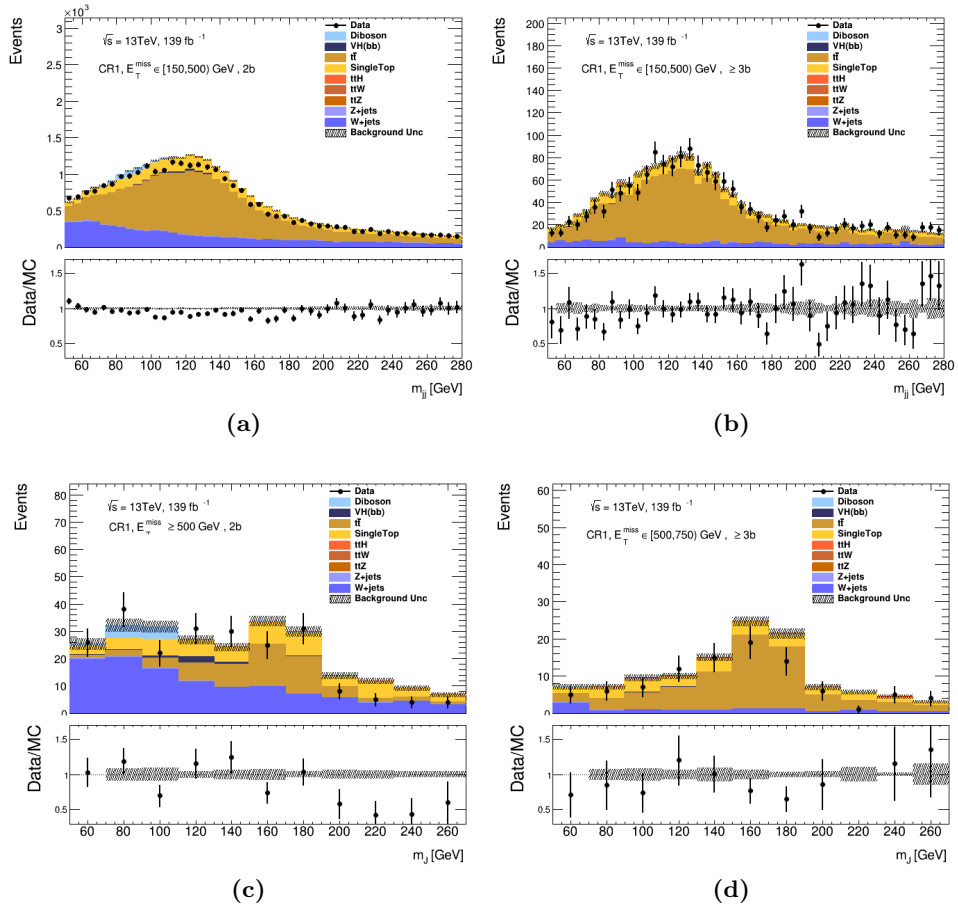 ×10³
Events
3
2.5
2
1.5
1
0.5
0
√s = 13TeV, 139 fb⁻¹
CR1, E_T^miss ∈ [150,500) GeV , 2b
Data
Diboson
VH(bb)
tt̄
SingleTop
ttH
ttW
ttZ
Z+jets
W+jets
Background Unc
Data/MC
1.5
1
0.5
60 80 100 120 140 160 180 200 220 240 260 280
m_jj [GeV]
(a)
Events
200
180
160
140
120
100
80
60
40
20
0
√s = 13TeV, 139 fb⁻¹
CR1, E_T^miss ∈ [150,500) GeV , ≥ 3b
Data
Diboson
VH(bb)
tt̄
SingleTop
ttH
ttW
ttZ
Z+jets
W+jets
Background Unc
Data/MC
1.5
1
0.5
60 80 100 120 140 160 180 200 220 240 260 280
m_jj [GeV]
(b)
Events
80
70
60
50
40
30
20
10
0
√s = 13TeV, 139 fb⁻¹
CR1, E_T^miss ≥ 500 GeV , 2b
Data
Diboson
VH(bb)
tt̄
SingleTop
ttH
ttW
ttZ
Z+jets
W+jets
Background Unc
Data/MC
1.5
1
0.5
60 80 100 120 140 160 180 200 220 240 260
m_J [GeV]
(c)
Events
60
50
40
30
20
10
0
√s = 13TeV, 139 fb⁻¹
CR1, E_T^miss ∈ [500,750) GeV , ≥ 3b
Data
Diboson
VH(bb)
tt̄
SingleTop
ttH
ttW
ttZ
Z+jets
W+jets
Background Unc
Data/MC
1.5
1
0.5
60 80 100 120 140 160 180 200 220 240 260
m_J [GeV]
(d)